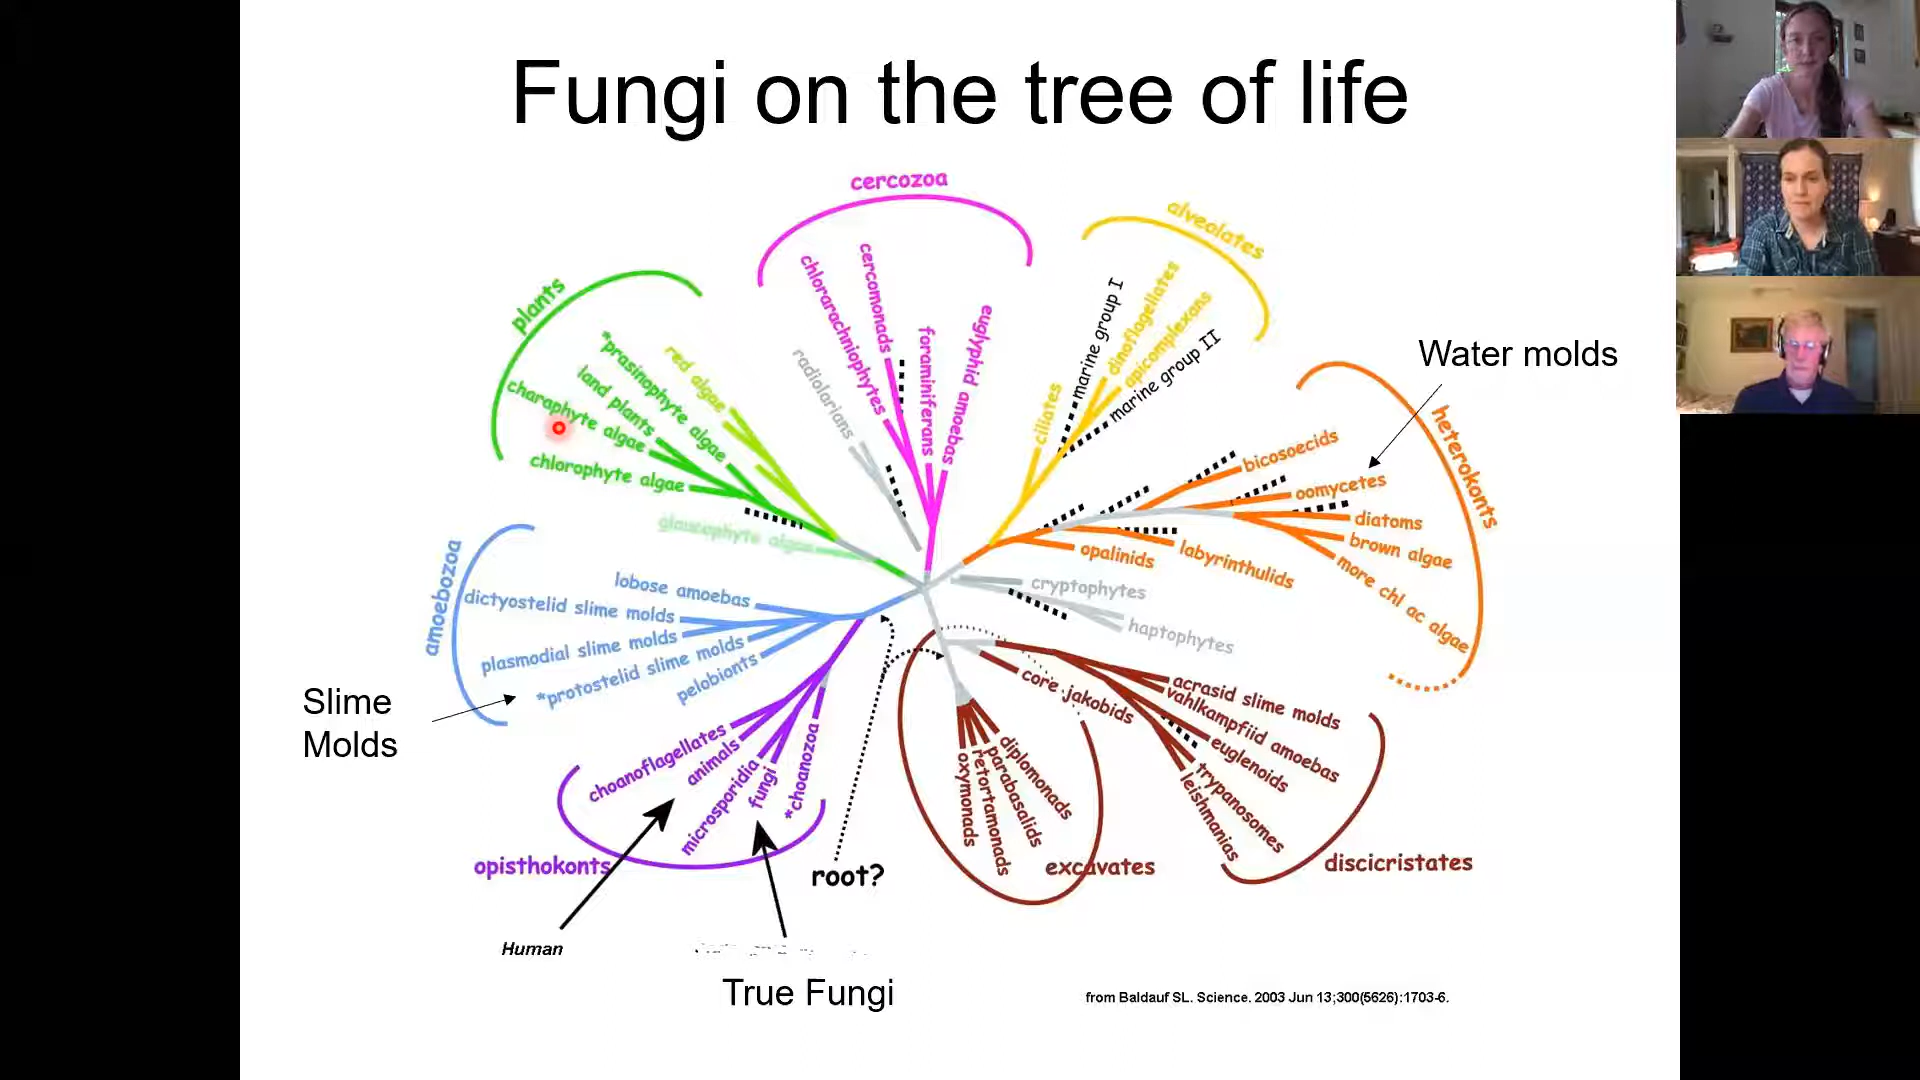 Fungi on the tree of life
cercozoa
alveolates
plants
heterokonts
amoebozoa
opisthokonts
excavates
discicristates
Water molds
Slime
Molds
Human
True Fungi
root?
*prasinophyte algae
land plants
charaphyte algae
chlorophyte algae
red algae
glaucophyte algae
radiolarians
chlorarachniophytes
cercomonads
foraminiferans
euglyphid amoebas
ciliates
marine group I
dinoflagellates
apicomplexans
marine group II
bicosoecids
oomycetes
diatoms
brown algae
more chl ac algae
labyrinthulids
opalinids
cryptophytes
haptophytes
lobose amoebas
dictyostelid slime molds
plasmodial slime molds
*protostelid slime molds
pelobionts
choanoflagellates
animals
microsporidia
fungi
*choanozoa
core jakobids
acrasid slime molds
vahlkampfiid amoebas
euglenoids
trypanosomes
leishmanias
diplomonads
parabasalids
retortamonads
oxymonads
from Baldauf SL. Science. 2003 Jun 13;300(5626):1703-6.